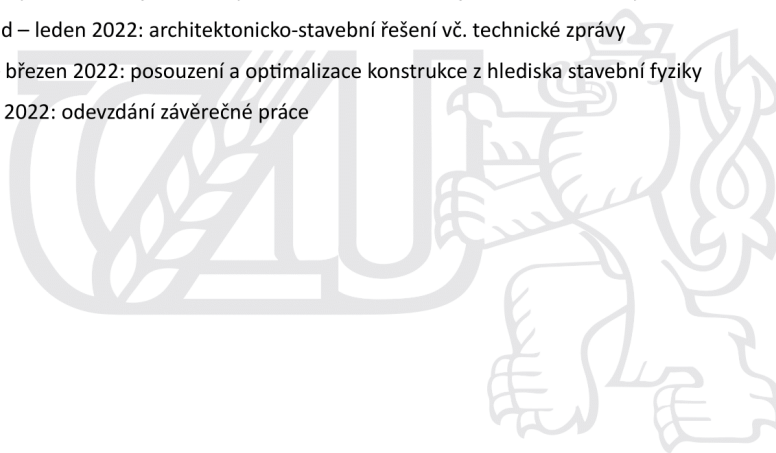 d – leden 2022: architektonicko-stavební řešení vč. technické zprávy
březen 2022: posouzení a optimalizace konstrukce z hlediska stavební fyziky
2022: odevzdání závěrečné práce